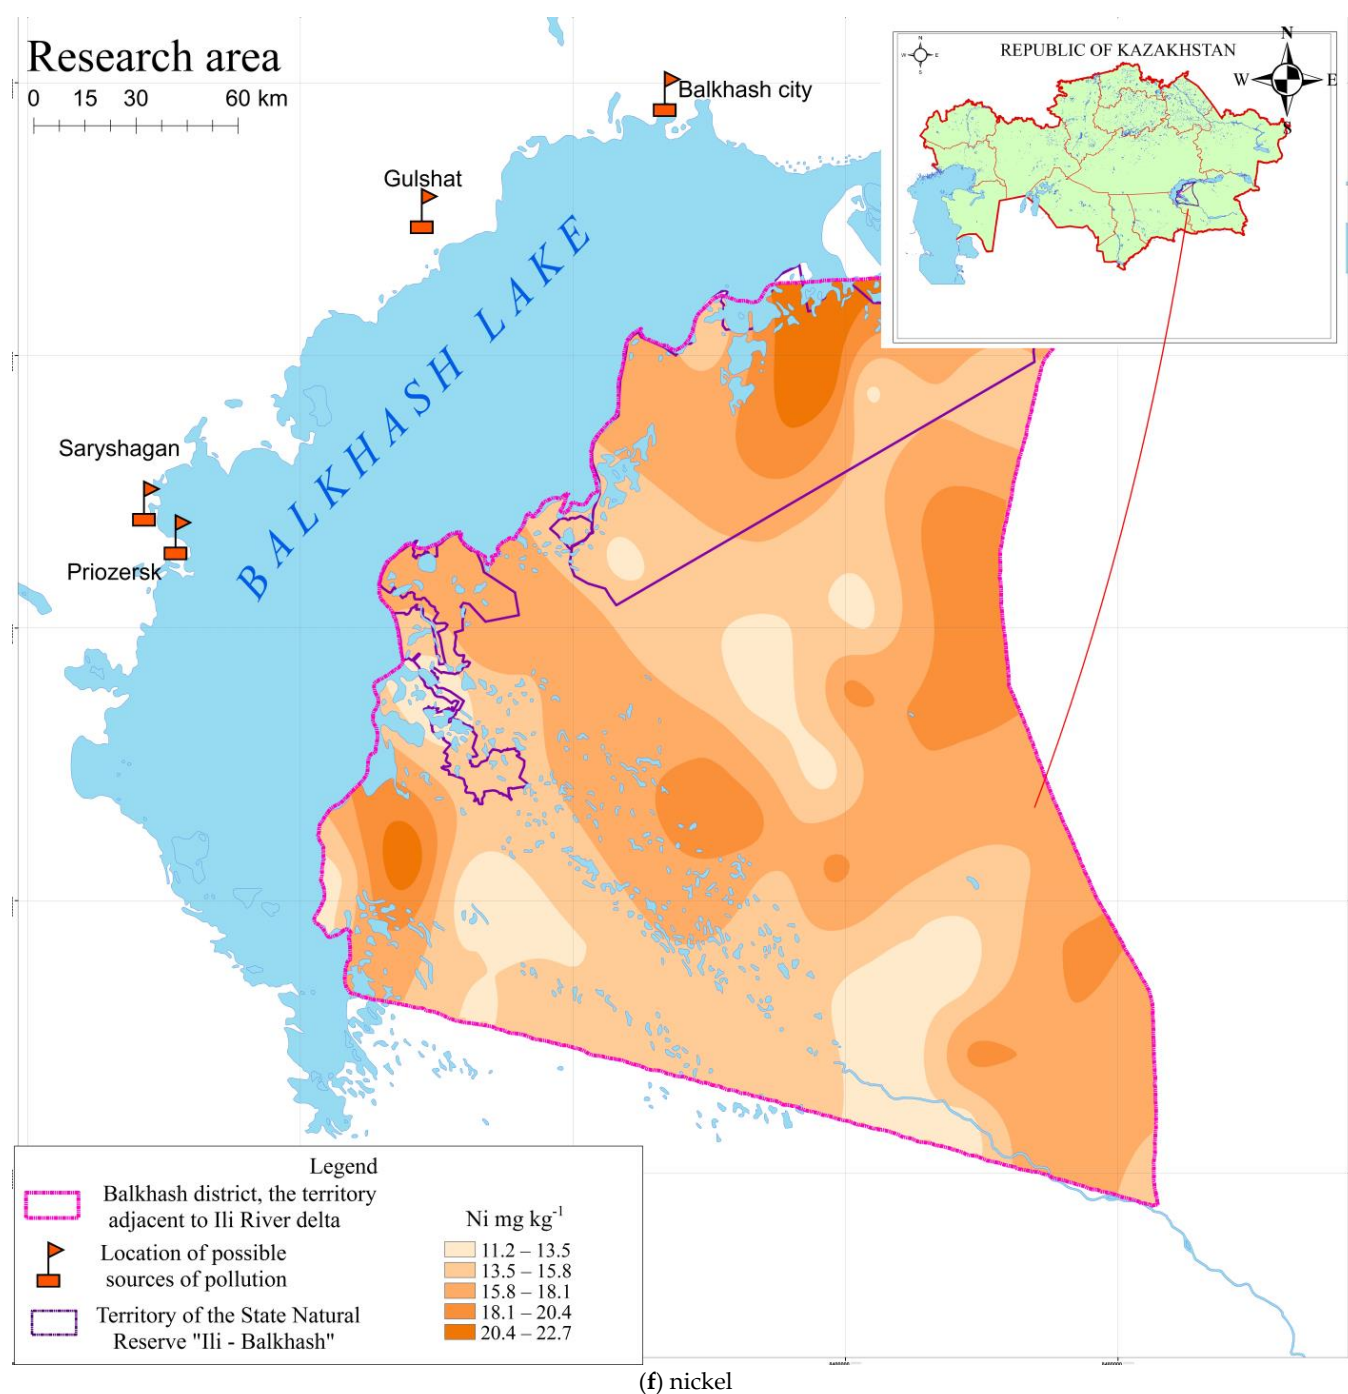 Research area
0 15 30 60 km
Balkhash city
Gulshat
Saryshagan
Priozersk
BALKHASH LAKE
REPUBLIC OF KAZAKHSTAN
N
W E
S
N
W E
S
Legend
Balkhash district, the territory
adjacent to Ili River delta
Location of possible
sources of pollution
Territory of the State Natural
Reserve "Ili - Balkhash"
Ni mg kg-1
11.2 – 13.5
13.5 – 15.8
15.8 – 18.1
18.1 – 20.4
20.4 – 22.7
(f) nickel